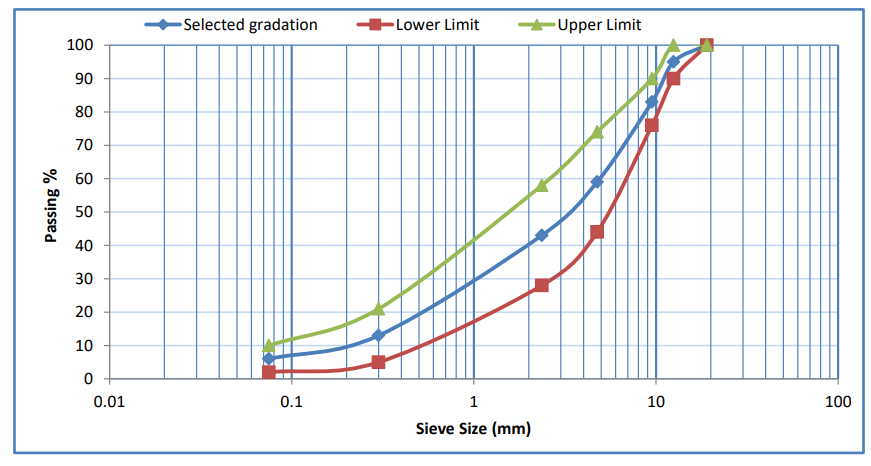 Selected gradation Lower Limit Upper Limit
100
90
80
70
60
50
40
30
20
10
0
Passing %
0.01 0.1 1 10 100
Sieve Size (mm)